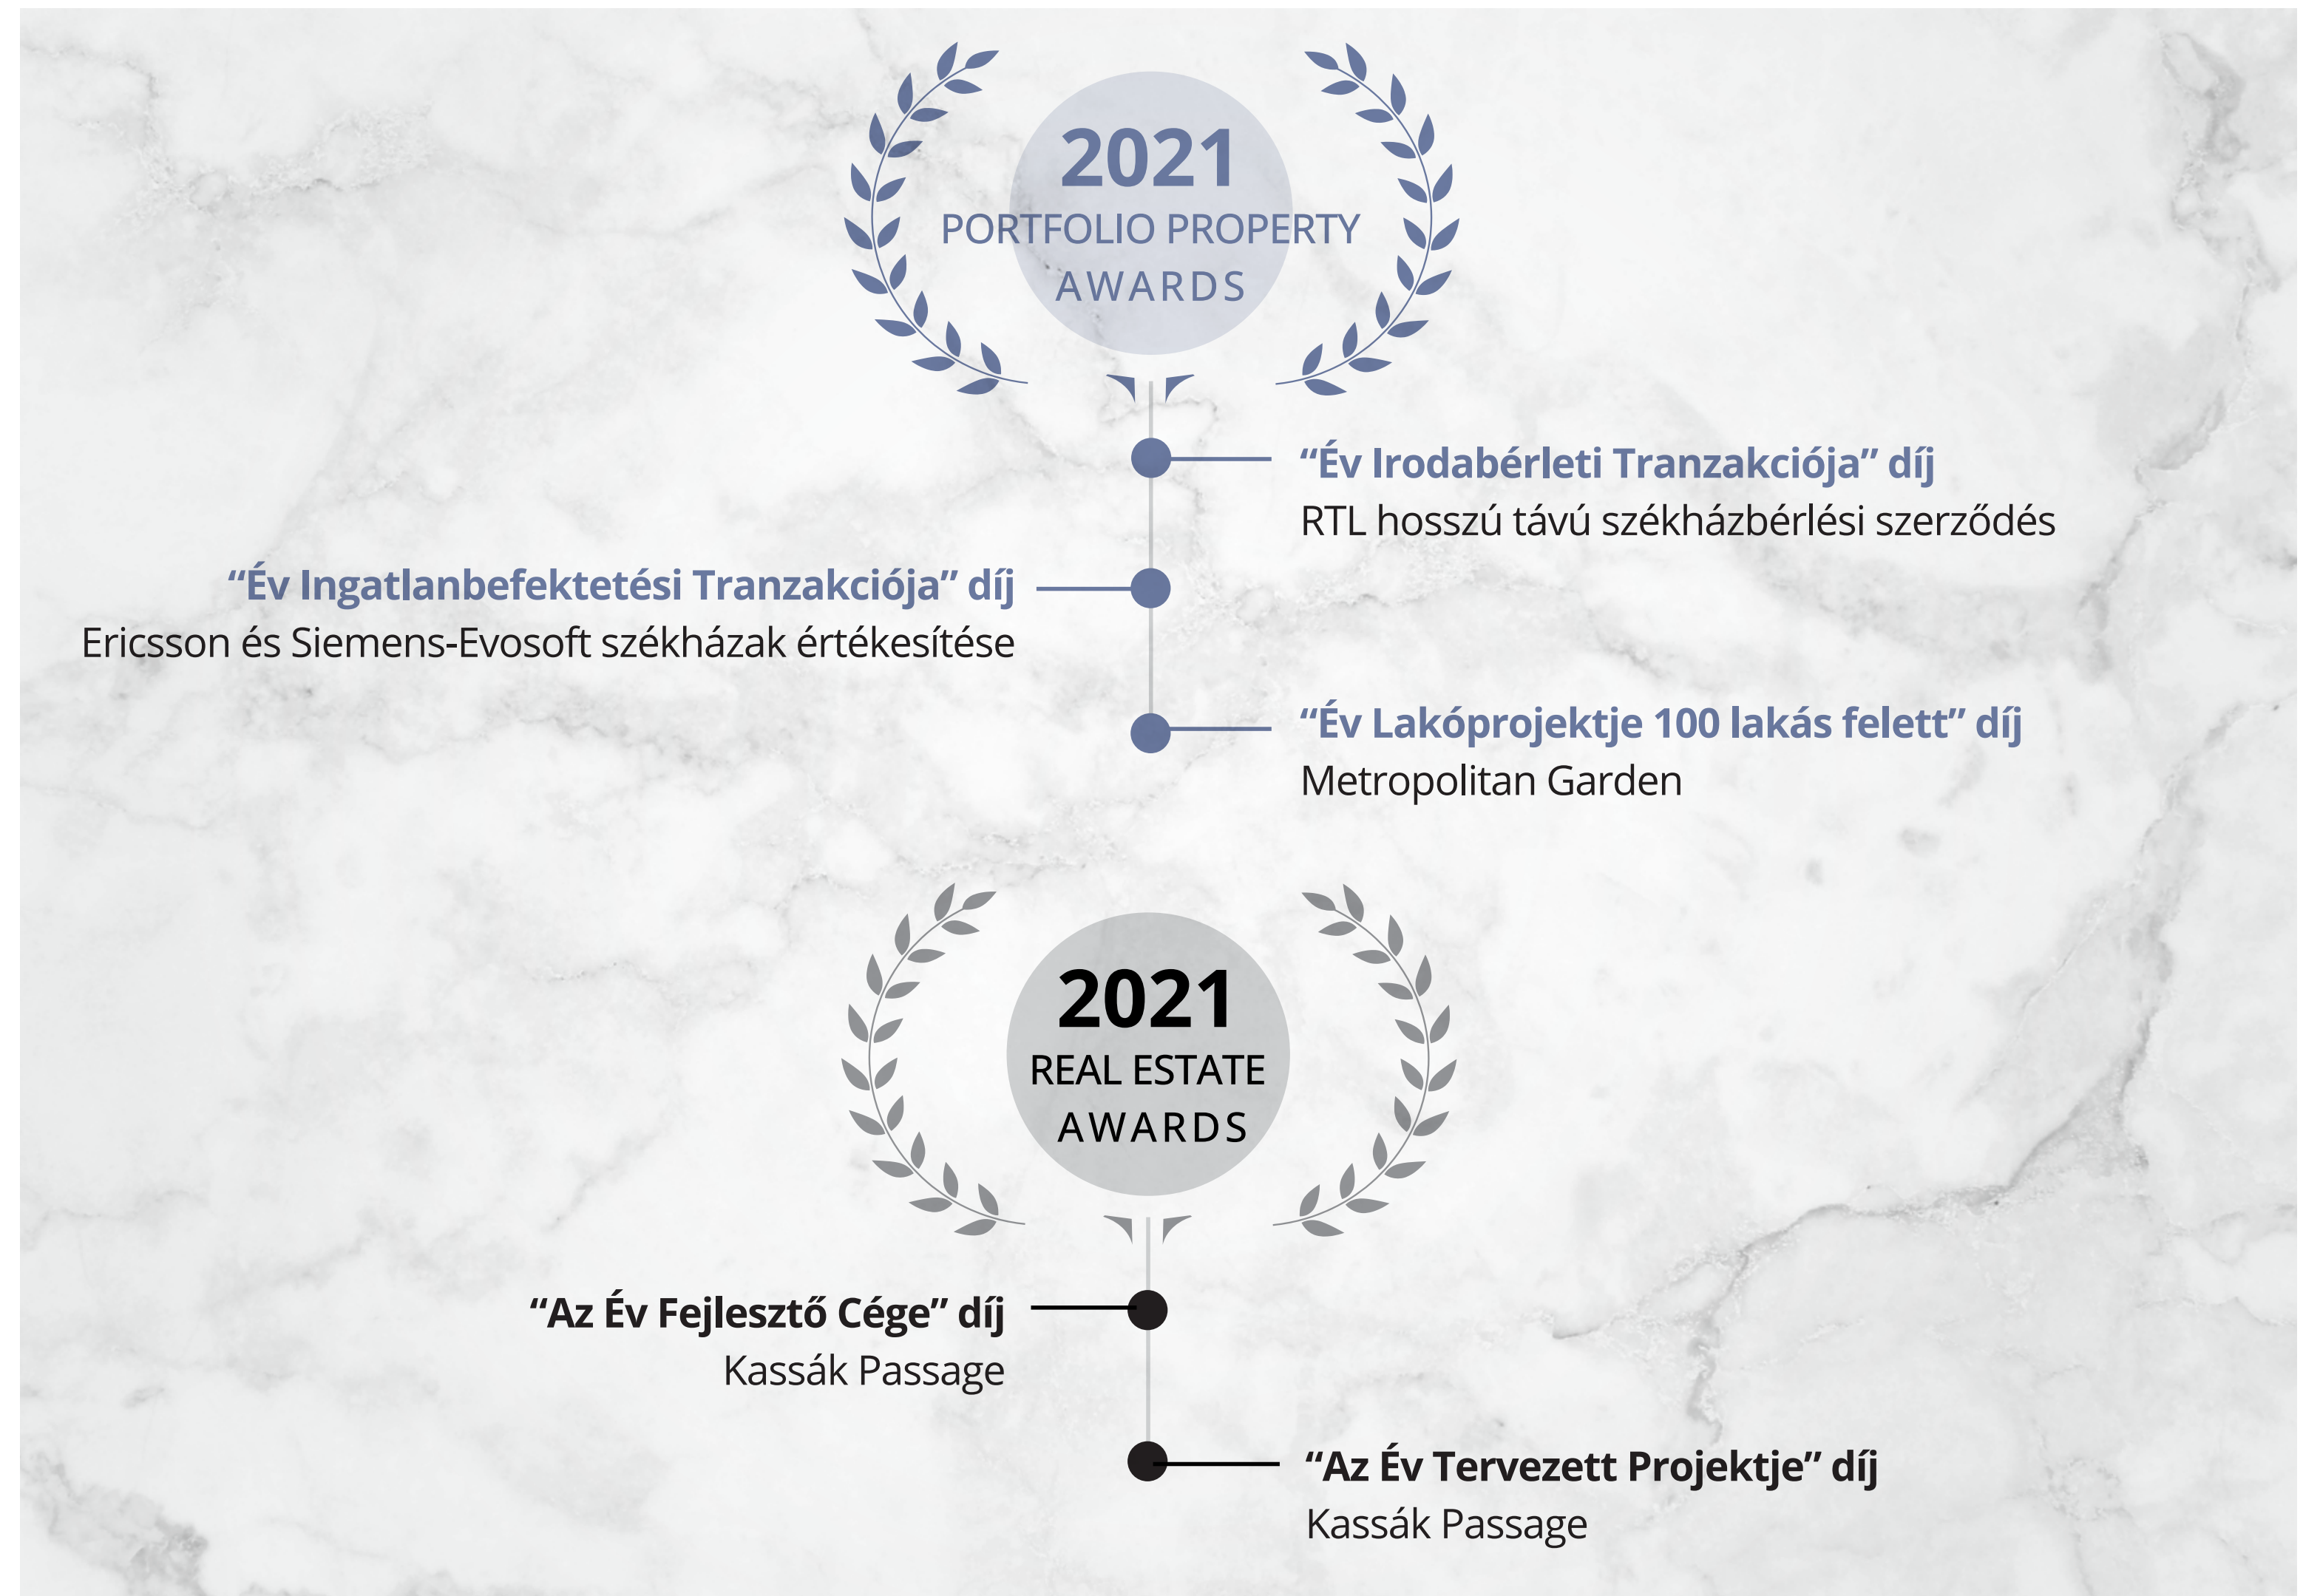 2021
PORTFOLIO PROPERTY
AWARDS
“Év Irodabérleti Tranzakciója” díj
RTL hosszú távú székházbérlési szerződés
“Év Ingatlanbefektetési Tranzakciója” díj
Ericsson és Siemens-Evosoft székházak értékesítése
“Év Lakóprojektje 100 lakás felett” díj
Metropolitan Garden
2021
REAL ESTATE
AWARDS
“Az Év Fejlesztő Cége” díj
Kassák Passage
“Az Év Tervezett Projektje” díj
Kassák Passage